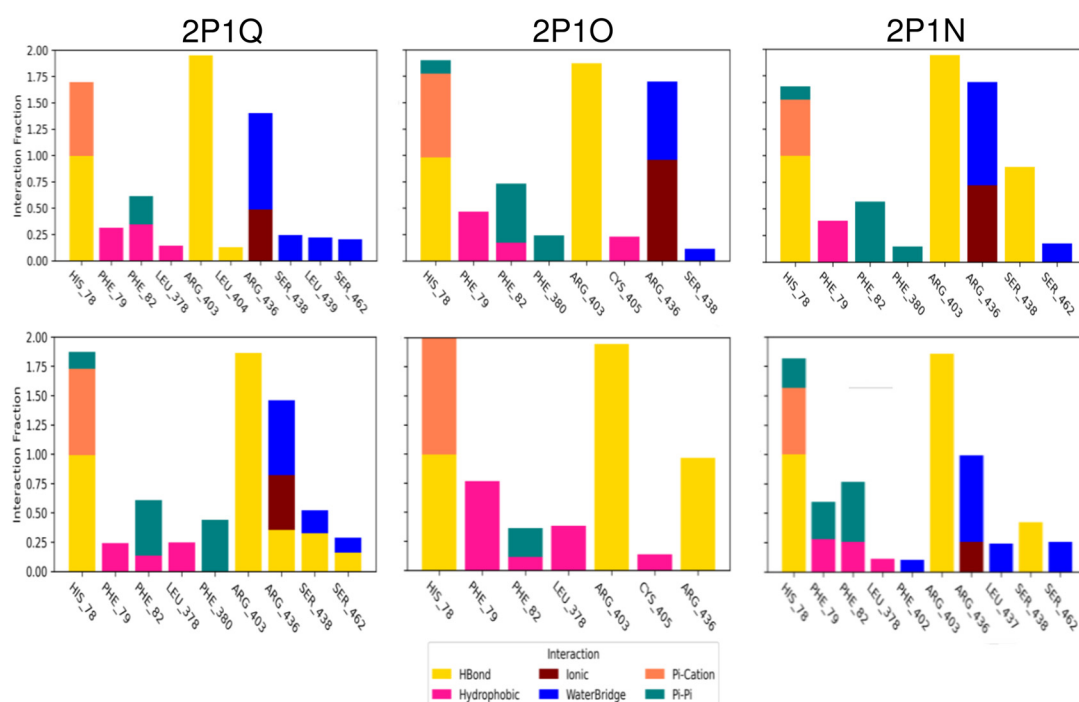 2P1Q 2P1O 2P1N
Interaction Fraction
2.00
1.75
1.50
1.25
1.00
0.75
0.50
0.25
0.00
HIS_78 PHE_79 PHE_82 LEU_378 ARG_403 LEU_404 ARG_436 SER_438 LEU_439 SER_462
HIS_78 PHE_79 PHE_82 PHE_380 ARG_403 CYS_405 ARG_436 SER_438
HIS_78 PHE_79 PHE_82 PHE_380 ARG_403 ARG_436 SER_438 SER_462
Interaction Fraction
2.00
1.75
1.50
1.25
1.00
0.75
0.50
0.25
0.00
HIS_78 PHE_79 PHE_82 LEU_378 PHE_380 ARG_403 ARG_436 SER_438 SER_462
HIS_78 PHE_79 PHE_82 LEU_378 ARG_403 CYS_405 ARG_436
HIS_78 PHE_79 PHE_82 LEU_378 PHE_402 ARG_403 ARG_436 LEU_437 SER_438 SER_462
Interaction
HBond Ionic Pi-Cation
Hydrophobic WaterBridge Pi-Pi